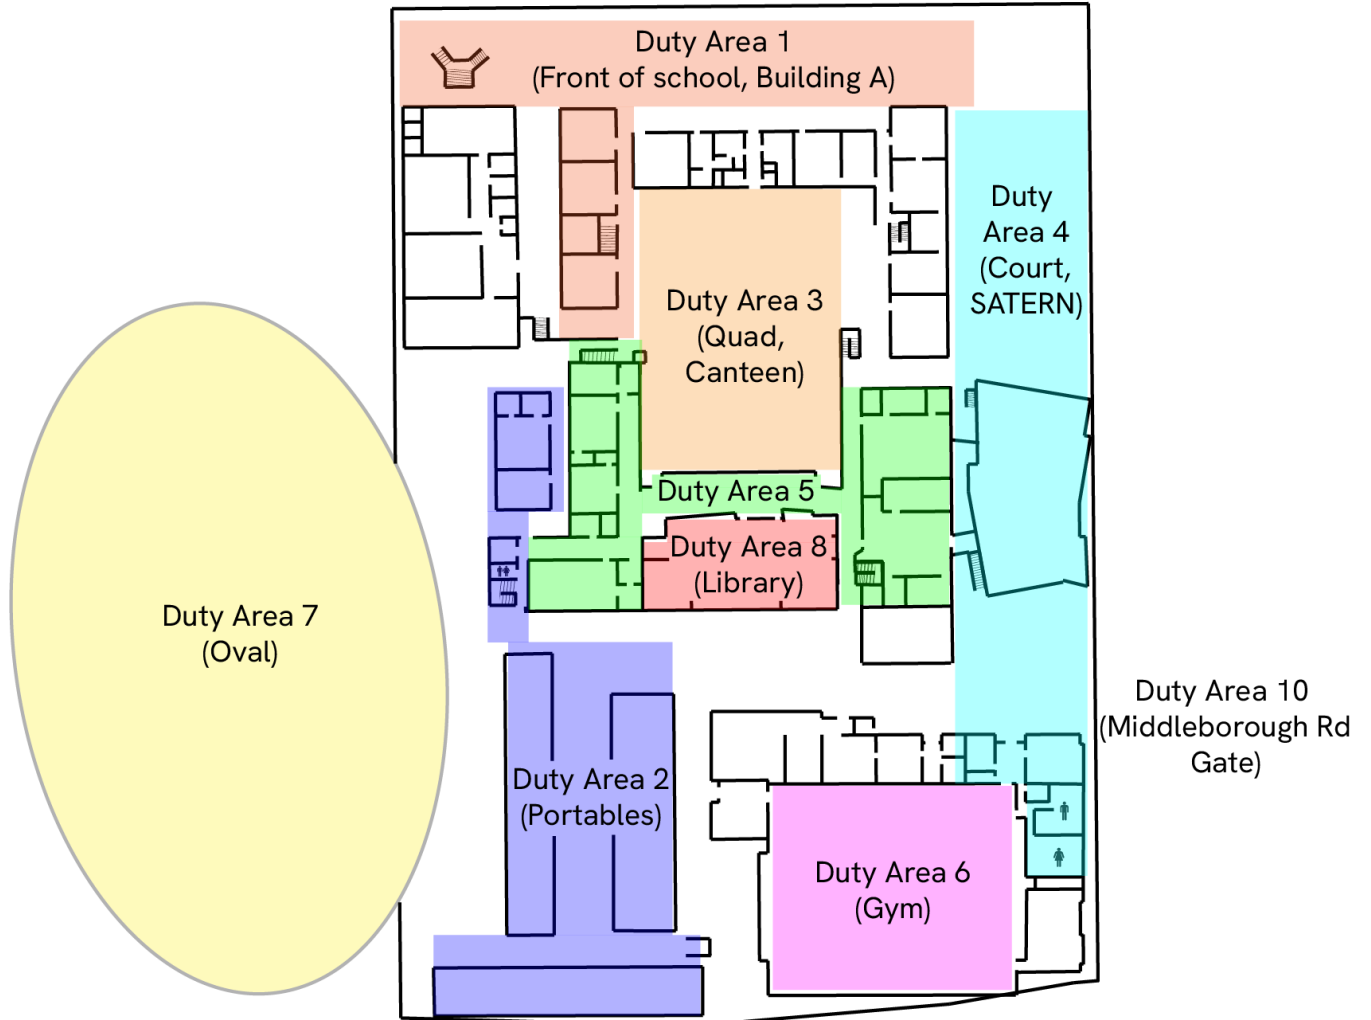 Duty Area 1
(Front of school, Building A)
Duty
Area 4
(Court,
SATERN)
Duty Area 3
(Quad,
Canteen)
Duty Area 5
Duty Area 8
(Library)
Duty Area 7
(Oval)
Duty Area 10
(Middleborough Rd
Gate)
Duty Area 2
(Portables)
Duty Area 6
(Gym)